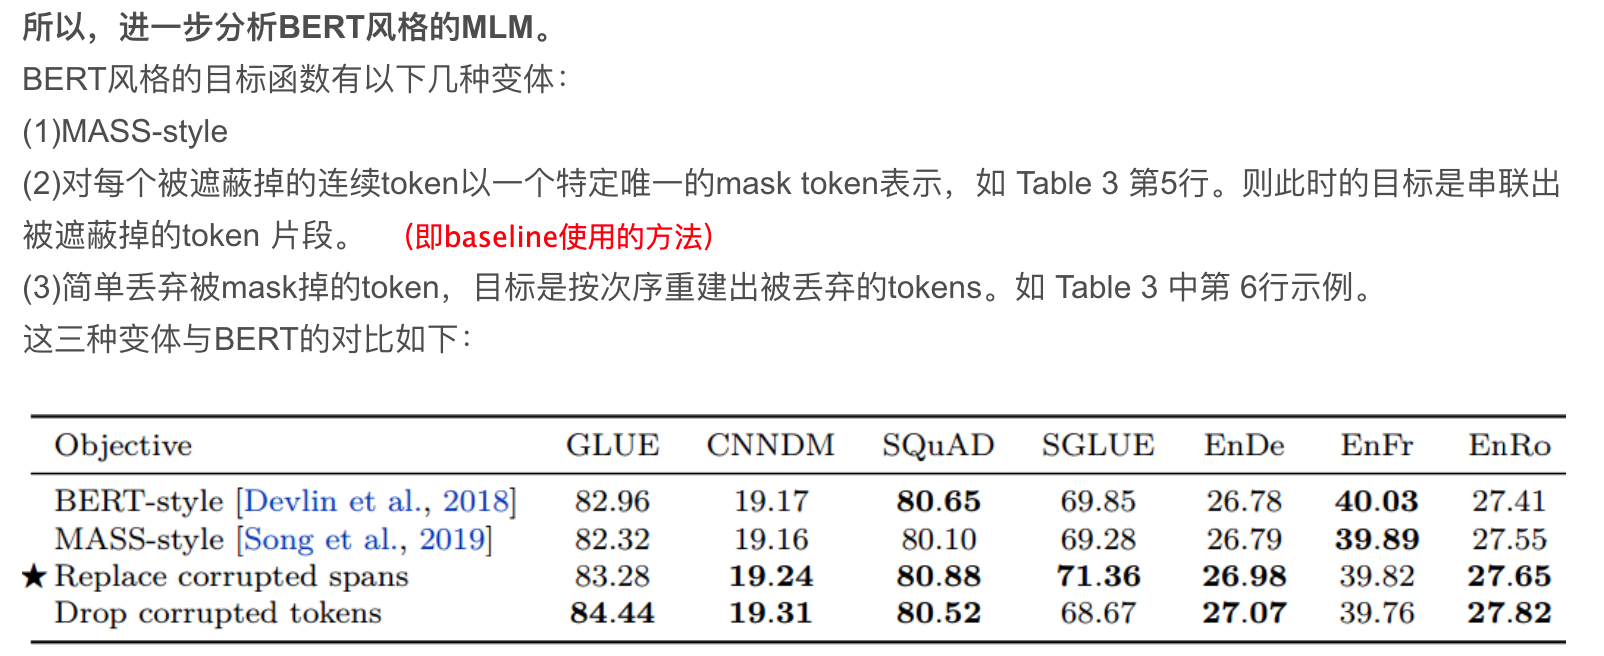 所以，进一步分析BERT风格的MLM。
BERT风格的目标函数有以下几种变体：
(1)MASS-style
(2)对每个被遮蔽掉的连续token以一个特定唯一的mask token表示，如 Table 3 第5行。则此时的目标是串联出
被遮蔽掉的token 片段。 (即baseline使用的方法)
(3)简单丢弃被mask掉的token，目标是按次序重建出被丢弃的tokens。如 Table 3 中第 6行示例。
这三种变体与BERT的对比如下：
Objective GLUE CNNDM SQuAD SGLUE EnDe EnFr EnRo
BERT-style [Devlin et al., 2018] 82.96 19.17 80.65 69.85 26.78 40.03 27.41
MASS-style [Song et al., 2019] 82.32 19.16 80.10 69.28 26.79 39.89 27.55
★ Replace corrupted spans 83.28 19.24 80.88 71.36 26.98 39.82 27.65
Drop corrupted tokens 84.44 19.31 80.52 68.67 27.07 39.76 27.82